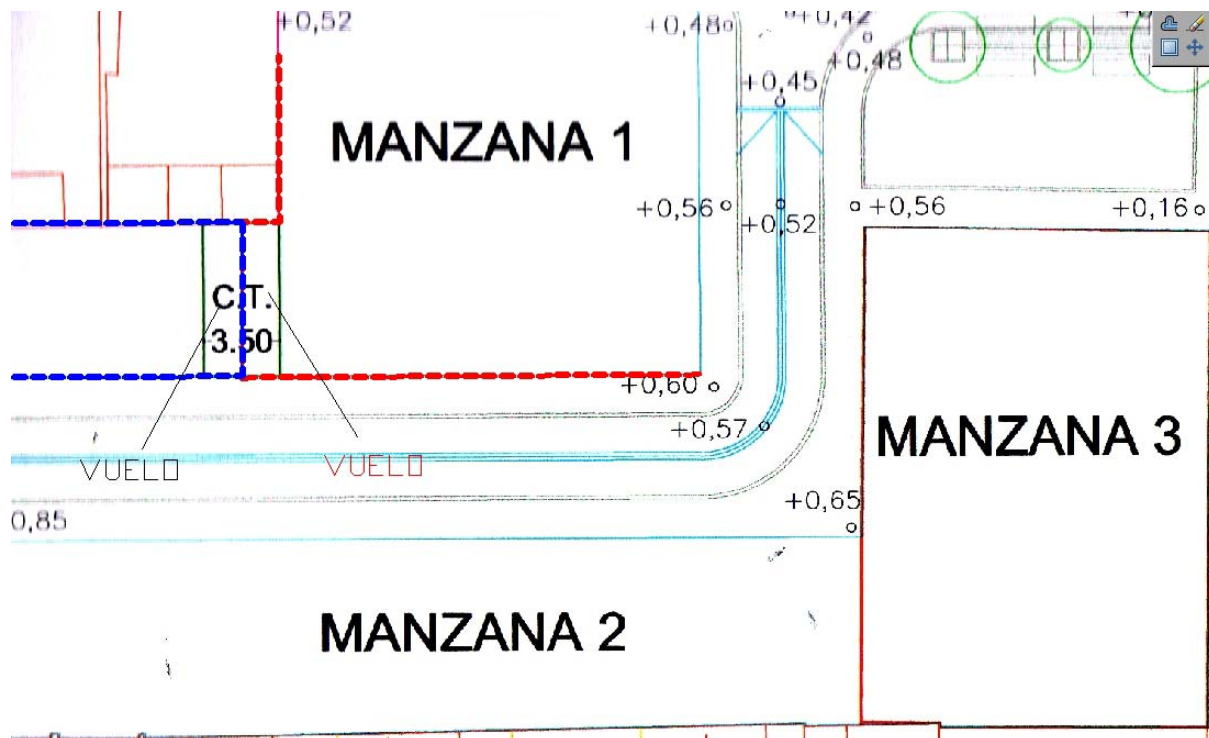 +0,52
+0,48
+0,42
+0,48
+0,45
MANZANA 1
+0,56
+0,52
+0,56
+0,16
C.T.
3.50
+0,60
+0,57
MANZANA 3
VUELO
VUELO
+0,65
0,85
MANZANA 2